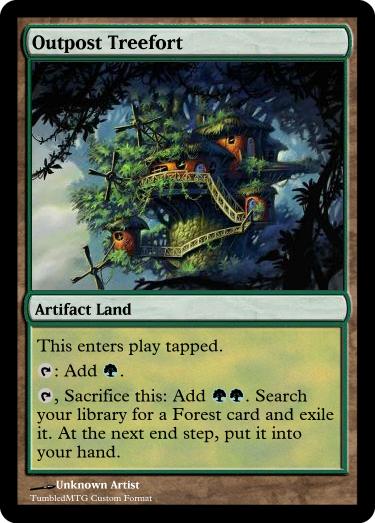 Outpost Treefort
Artifact Land
This enters play tapped.
: Add .
, Sacrifice this: Add . Search
your library for a Forest card and exile
it. At the next end step, put it into
your hand.
Unknown Artist
TumbledMTG Custom Format